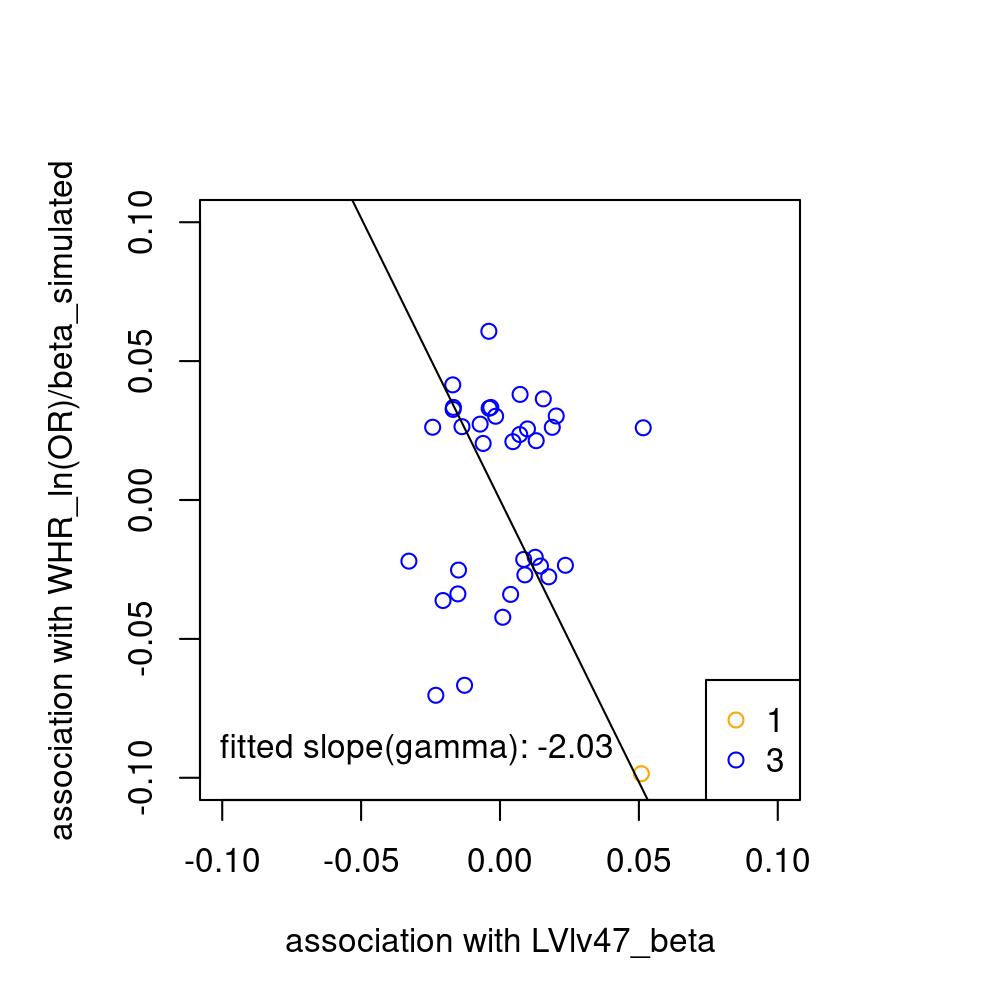 association with WHR_ln(OR)/beta_simulated
0.10
0.05
0.00
-0.05
-0.10
fitted slope(gamma): -2.03
1
3
-0.10 -0.05 0.00 0.05 0.10
association with LVlv47_beta